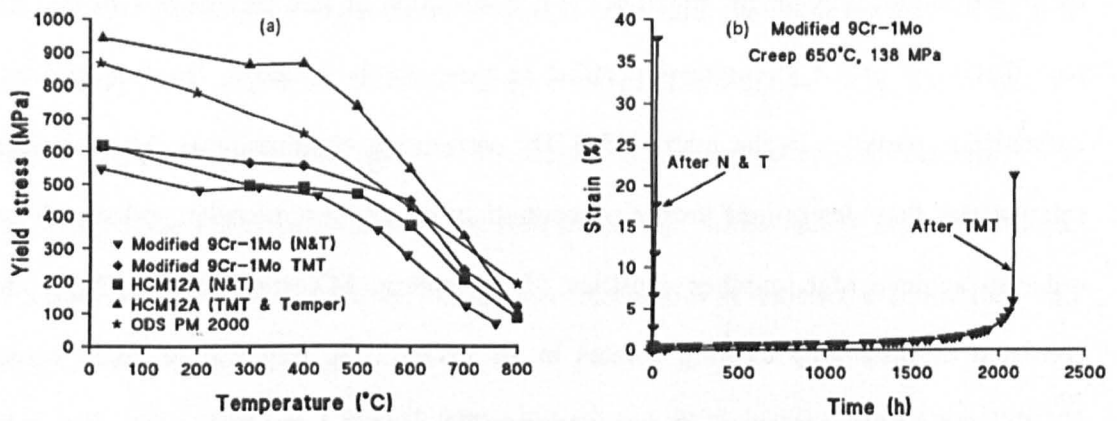 (a)
1000
900
800
700
600
500
400
300
200
100
0
Yield stress (MPa)
Modified 9Cr-1Mo (N&T)
Modified 9Cr-1Mo TMT
HCM12A (N&T)
HCM12A (TMT & Temper)
ODS PM 2000
0 100 200 300 400 500 600 700 800
Temperature (°C)
(b) Modified 9Cr-1Mo
Creep 650°C, 138 MPa
40
35
30
25
20
15
10
5
0
Strain (%)
After N & T
After TMT
0 500 1000 1500 2000 2500
Time (h)